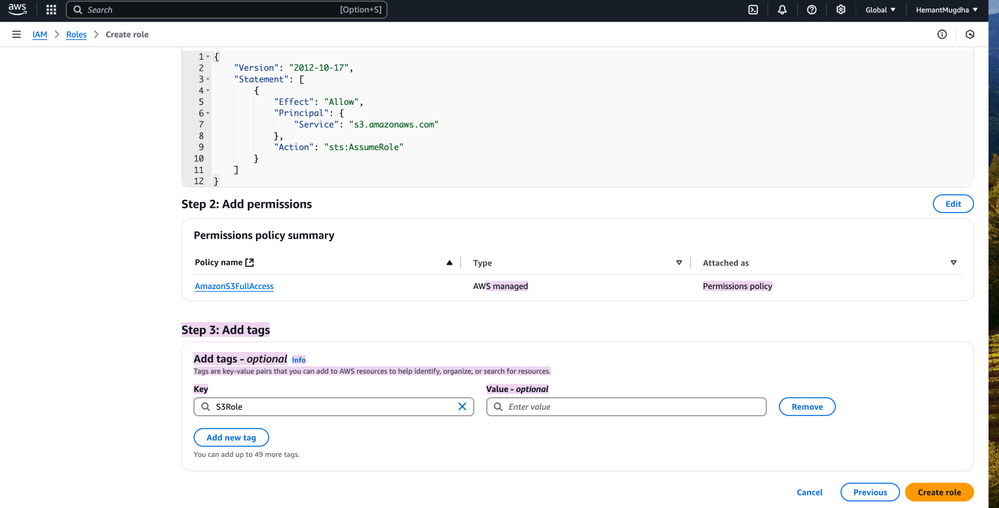 aws
Search [Option+S] Global HemantMugdha
IAM Roles Create role
1 {
2 "Version": "2012-10-17",
3 "Statement": [
4 {
5 "Effect": "Allow",
6 "Principal": {
7 "Service": "s3.amazonaws.com"
8 },
9 "Action": "sts:AssumeRole"
10 }
11 ]
12 }
Step 2: Add permissions Edit
Permissions policy summary
Policy name Type Attached as
AmazonS3FullAccess AWS managed Permissions policy
Step 3: Add tags
Add tags - optional Info
Tags are key-value pairs that you can add to AWS resources to help identify, organize, or search for resources.
Key Value - optional
S3Role Enter value Remove
Add new tag
You can add up to 49 more tags.
Cancel Previous Create role